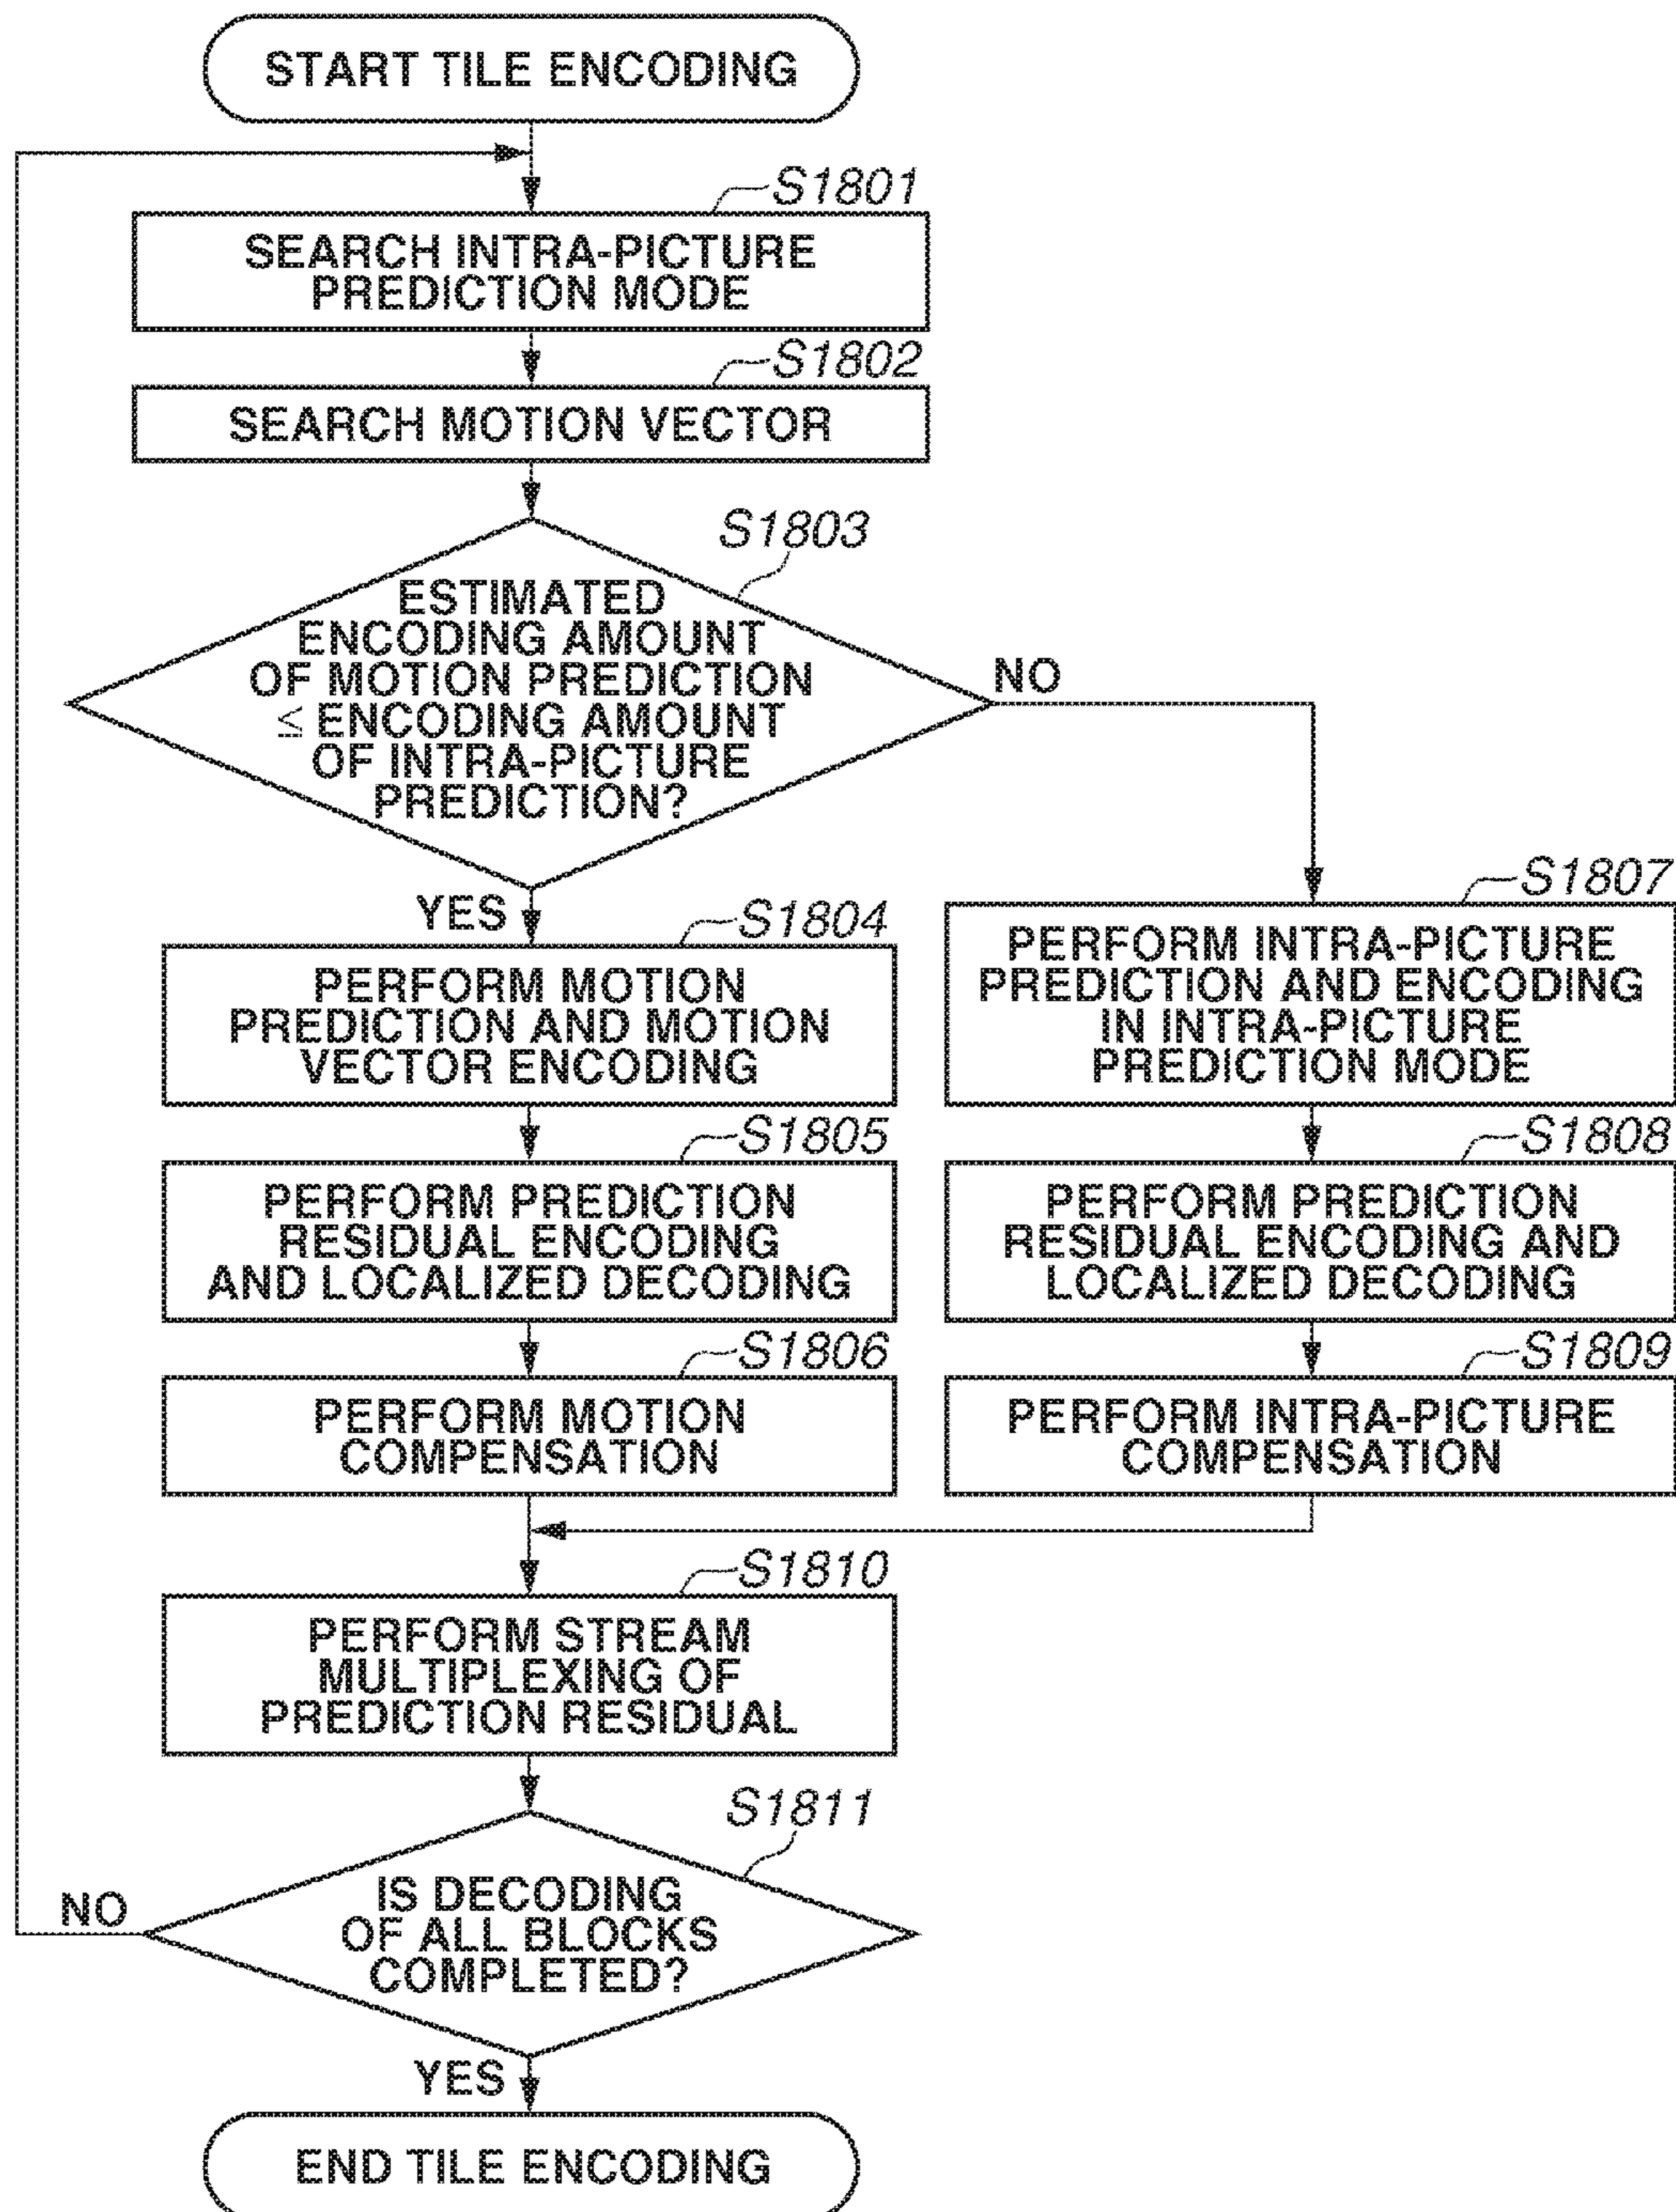 START TILE ENCODING
S1801
SEARCH INTRA-PICTURE
PREDICTION MODE
S1802
SEARCH MOTION VECTOR
S1803
ESTIMATED
ENCODING AMOUNT
OF MOTION PREDICTION
≤ ENCODING AMOUNT
OF INTRA-PICTURE
PREDICTION?
NO
YES
S1804
PERFORM MOTION
PREDICTION AND MOTION
VECTOR ENCODING
S1805
PERFORM PREDICTION
RESIDUAL ENCODING
AND LOCALIZED DECODING
S1806
PERFORM MOTION
COMPENSATION
S1807
PERFORM INTRA-PICTURE
PREDICTION AND ENCODING
IN INTRA-PICTURE
PREDICTION MODE
S1808
PERFORM PREDICTION
RESIDUAL ENCODING AND
LOCALIZED DECODING
S1809
PERFORM INTRA-PICTURE
COMPENSATION
S1810
PERFORM STREAM
MULTIPLEXING OF
PREDICTION RESIDUAL
S1811
IS DECODING
OF ALL BLOCKS
COMPLETED?
NO
YES
END TILE ENCODING